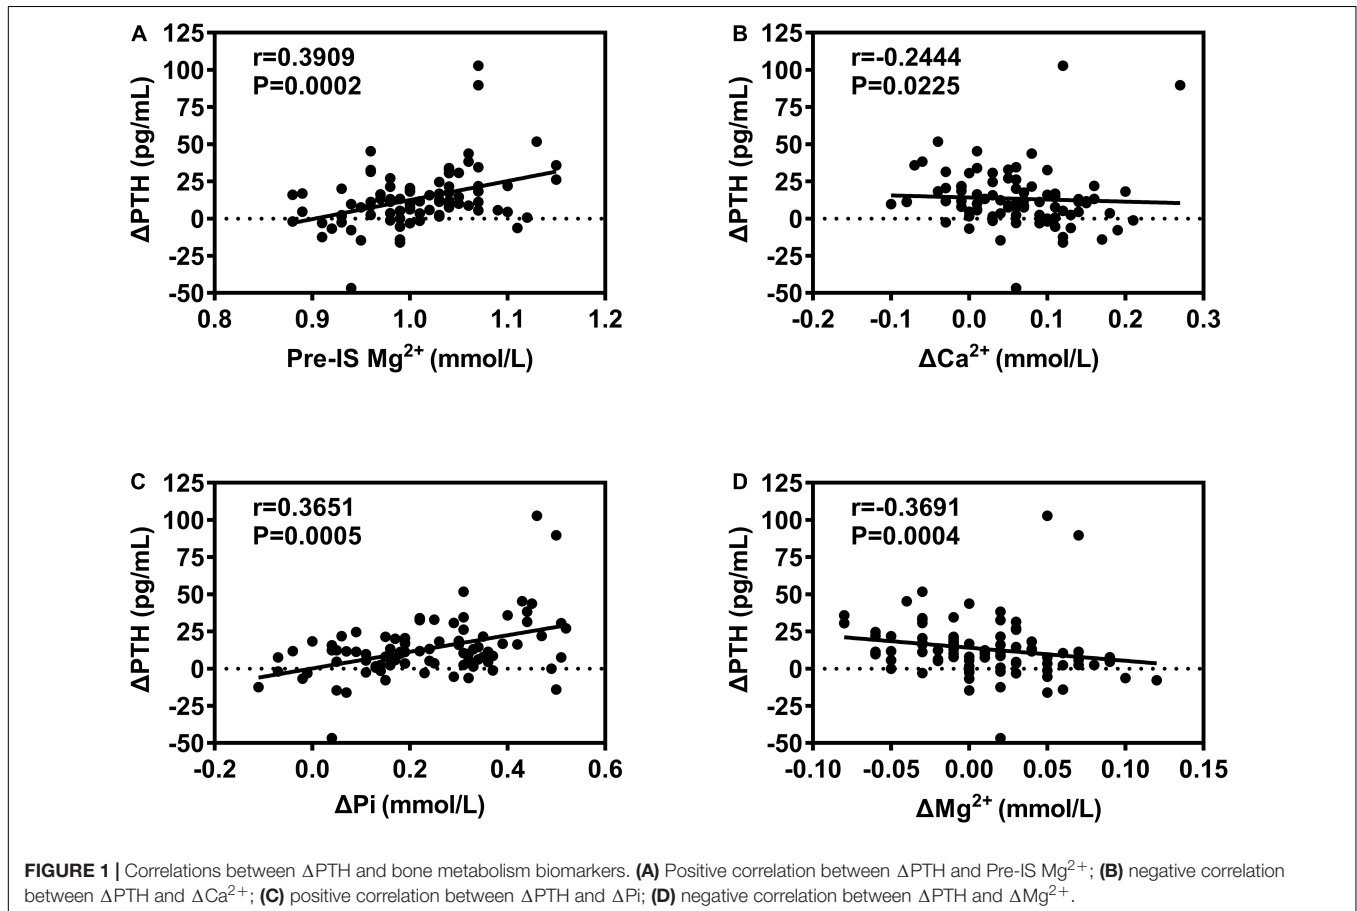 A
125
100
75
50
25
0
-25
-50
ΔPTH (pg/mL)
r=0.3909
P=0.0002
0.8 0.9 1.0 1.1 1.2
Pre-IS Mg²⁺ (mmol/L)
B
125
100
75
50
25
0
-25
-50
ΔPTH (pg/mL)
r=-0.2444
P=0.0225
-0.2 -0.1 0.0 0.1 0.2 0.3
ΔCa²⁺ (mmol/L)
C
125
100
75
50
25
0
-25
-50
ΔPTH (pg/mL)
r=0.3651
P=0.0005
-0.2 0.0 0.2 0.4 0.6
ΔPi (mmol/L)
D
125
100
75
50
25
0
-25
-50
ΔPTH (pg/mL)
r=-0.3691
P=0.0004
-0.10 -0.05 0.00 0.05 0.10 0.15
ΔMg²⁺ (mmol/L)
FIGURE 1 | Correlations between ΔPTH and bone metabolism biomarkers. (A) Positive correlation between ΔPTH and Pre-IS Mg²⁺; (B) negative correlation
between ΔPTH and ΔCa²⁺; (C) positive correlation between ΔPTH and ΔPi; (D) negative correlation between ΔPTH and ΔMg²⁺.